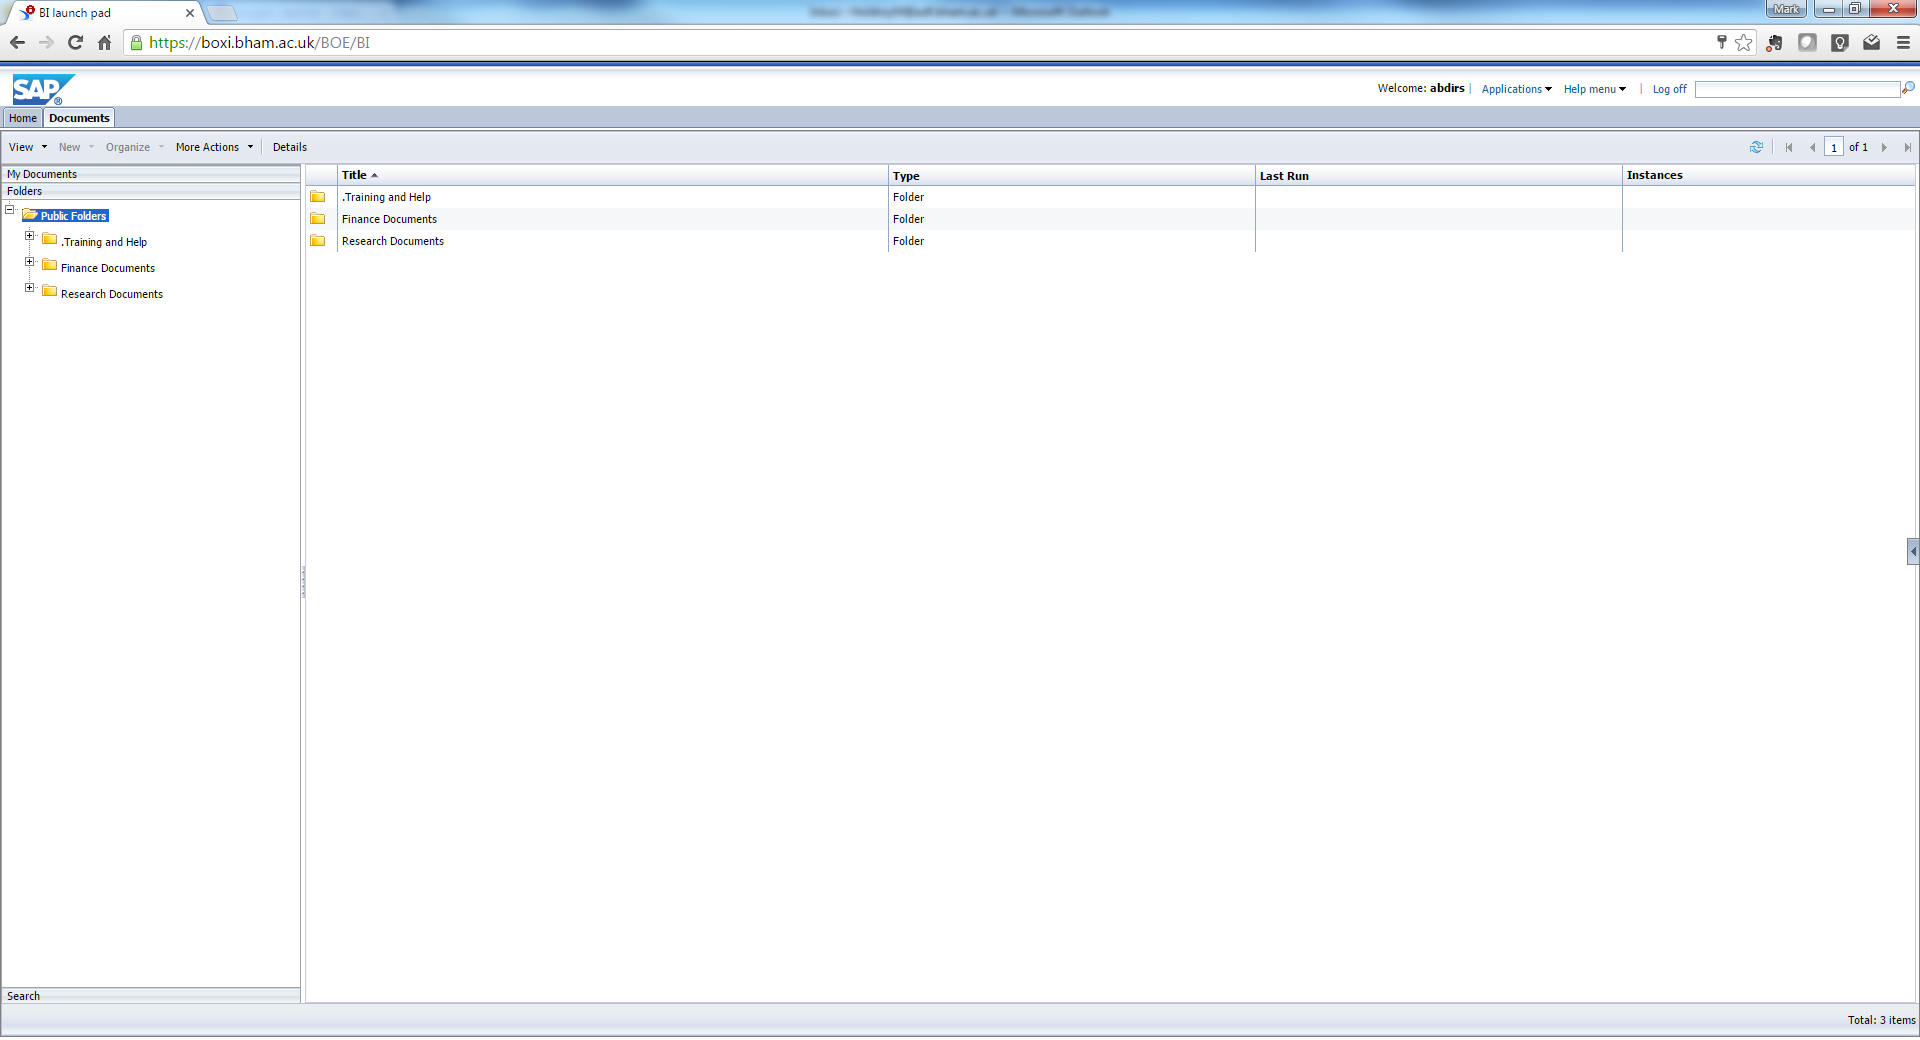 BI launch pad
Mark
https://boxi.bham.ac.uk/BOE/BI
SAP ®
Welcome: abdirs | Applications Help menu | Log off
Home Documents
View New Organize More Actions Details
1 of 1
My Documents
Folders
Public Folders
.Training and Help
Finance Documents
Research Documents
Title Type Last Run Instances
.Training and Help Folder
Finance Documents Folder
Research Documents Folder
Search
Total: 3 items